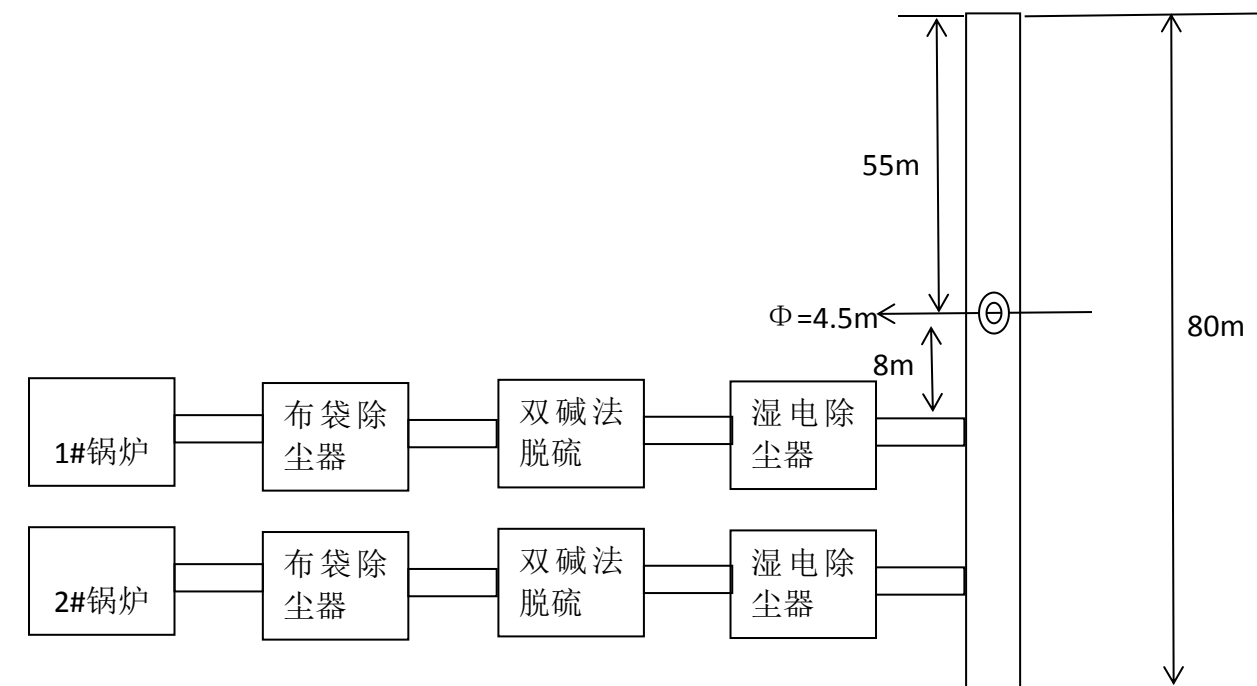 55m
Φ=4.5m
80m
8m
1#锅炉
布袋除
尘器
双碱法
脱硫
湿电除
尘器
2#锅炉
布袋除
尘器
双碱法
脱硫
湿电除
尘器